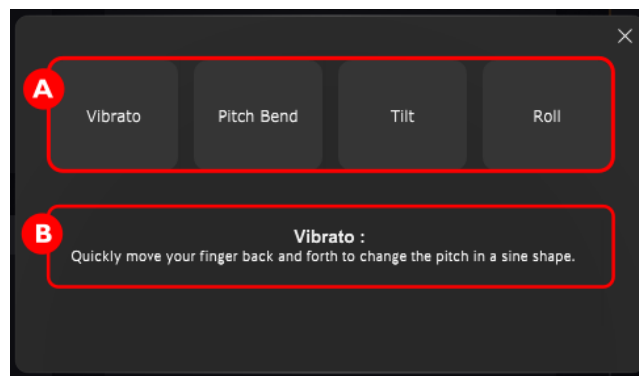 A
Vibrato Pitch Bend Tilt Roll
B
Vibrato :
Quickly move your finger back and forth to change the pitch in a sine shape.